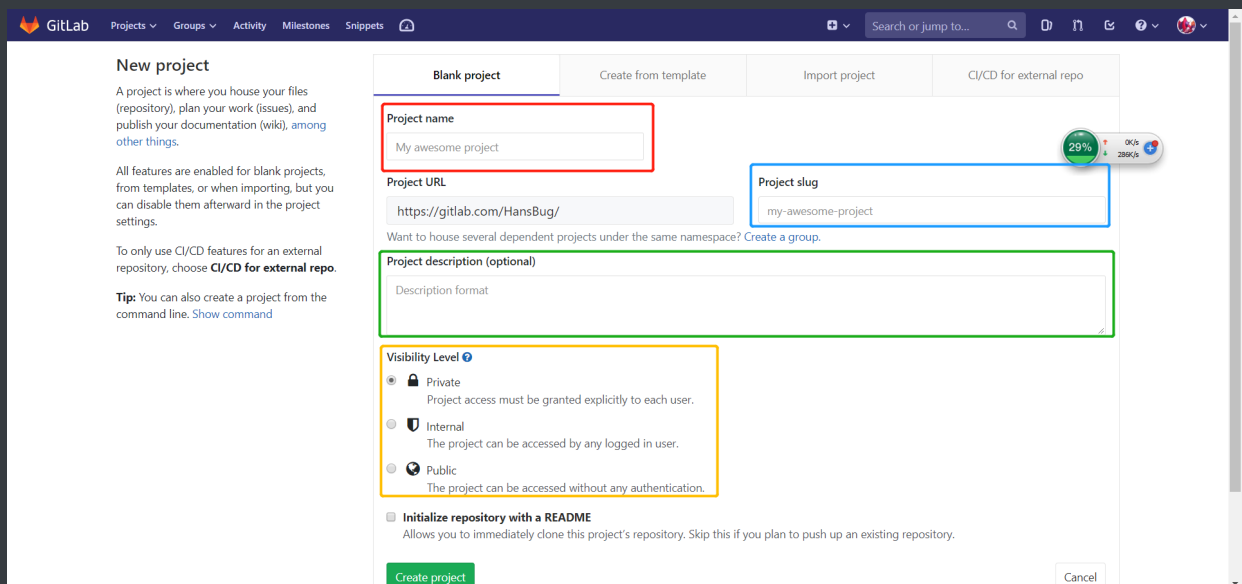 GitLab Projects Groups Activity Milestones Snippets Search or jump to...
New project
A project is where you house your files
(repository), plan your work (issues), and
publish your documentation (wiki), among
other things.
All features are enabled for blank projects,
from templates, or when importing, but you
can disable them afterward in the project
settings.
To only use CI/CD features for an external
repository, choose CI/CD for external repo.
Tip: You can also create a project from the
command line. Show command
Blank project Create from template Import project CI/CD for external repo
Project name
My awesome project
29% 0K/s
286K/s
Project URL Project slug
https://gitlab.com/HansBug/ my-awesome-project
Want to house several dependent projects under the same namespace? Create a group.
Project description (optional)
Description format
Visibility Level
Private
Project access must be granted explicitly to each user.
Internal
The project can be accessed by any logged in user.
Public
The project can be accessed without any authentication.
Initialize repository with a README
Allows you to immediately clone this project's repository. Skip this if you plan to push up an existing repository.
Create project Cancel